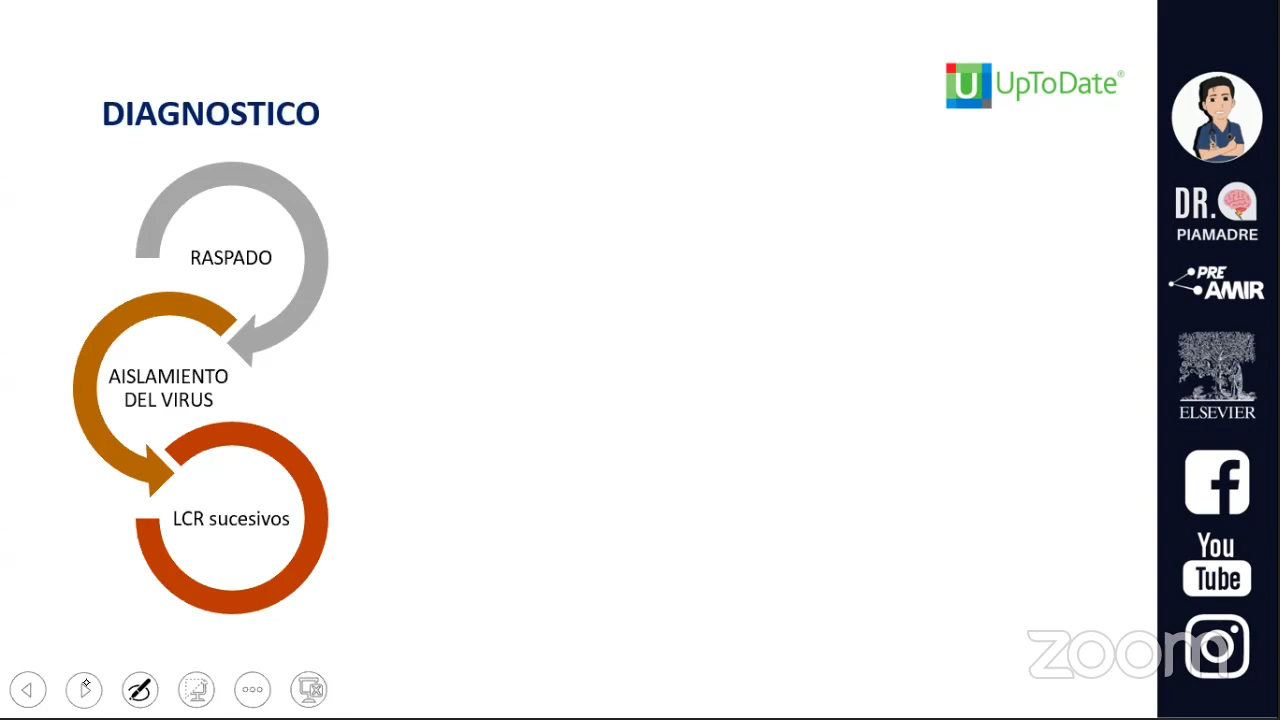 DIAGNOSTICO
UpToDate®
RASPADO
AISLAMIENTO
DEL VIRUS
LCR sucesivos
DR.
PIAMADRE
PRE
AMIR
ELSEVIER
You
Tube
zoom